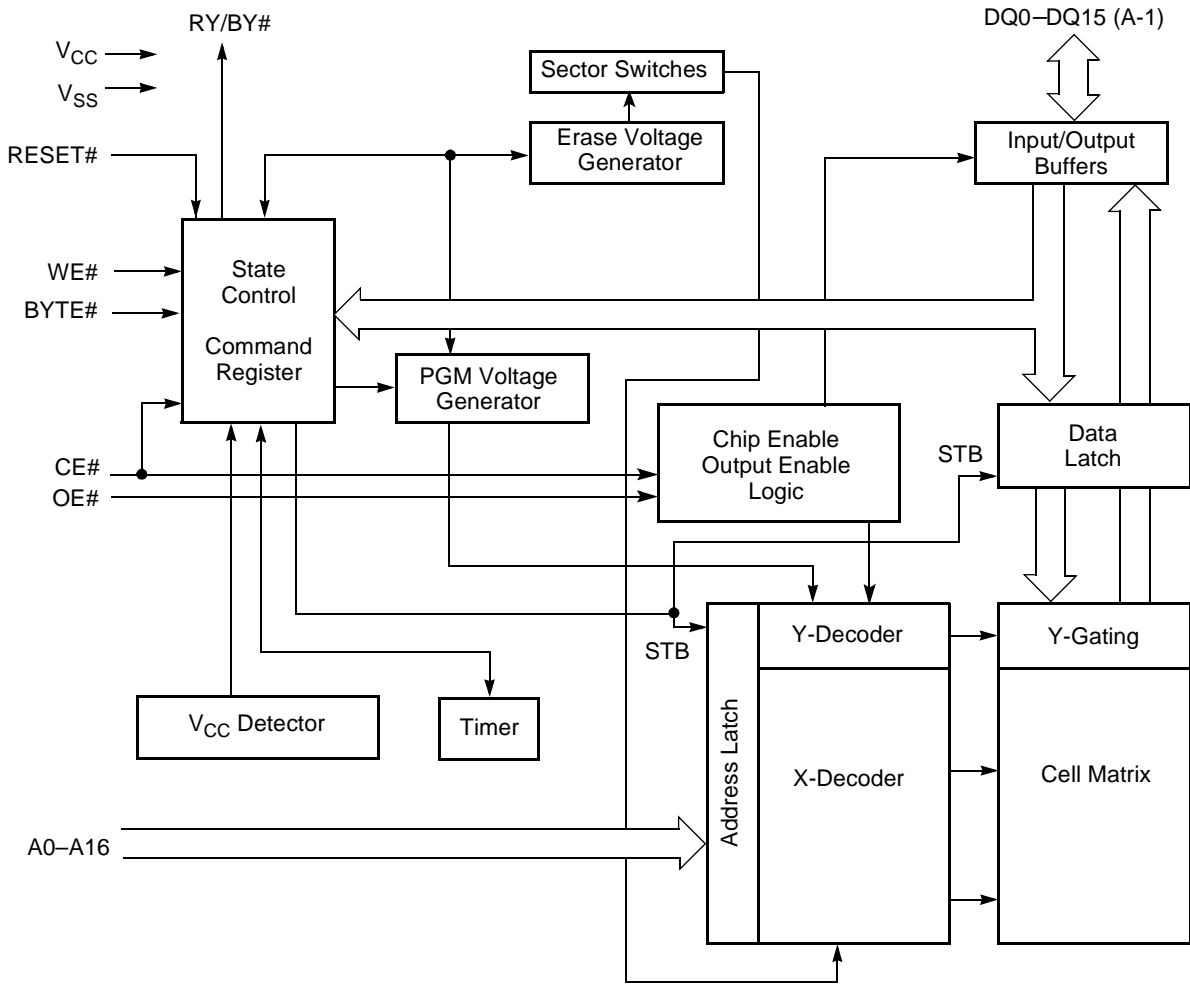 RY/BY#
DQ0–DQ15 (A-1)
VCC
VSS
Sector Switches
Erase Voltage
Generator
Input/Output
Buffers
RESET#
WE#
BYTE#
State
Control
Command
Register
PGM Voltage
Generator
Chip Enable
Output Enable
Logic
Data
Latch
STB
CE#
OE#
STB
Y-Decoder
Y-Gating
VCC Detector
Timer
Address Latch
X-Decoder
Cell Matrix
A0–A16